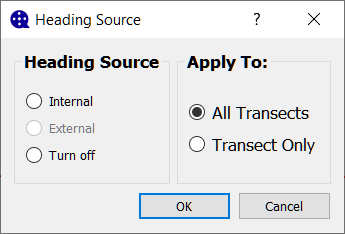 Heading Source
?
Heading Source
Internal
External
Turn off
Apply To:
All Transects
Transect Only
OK
Cancel